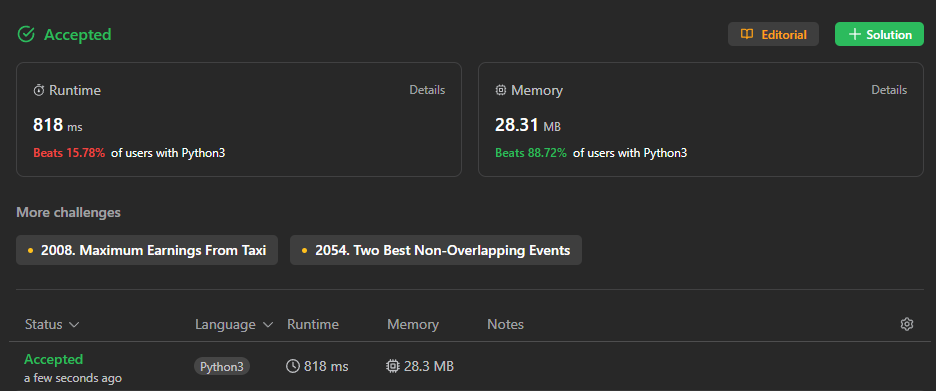 Accepted
Editorial
Solution
Runtime
Details
818 ms
Beats 15.78% of users with Python3
Memory
Details
28.31 MB
Beats 88.72% of users with Python3
More challenges
2008. Maximum Earnings From Taxi
2054. Two Best Non-Overlapping Events
Status Language Runtime Memory Notes
Accepted
a few seconds ago
Python3 818 ms 28.3 MB